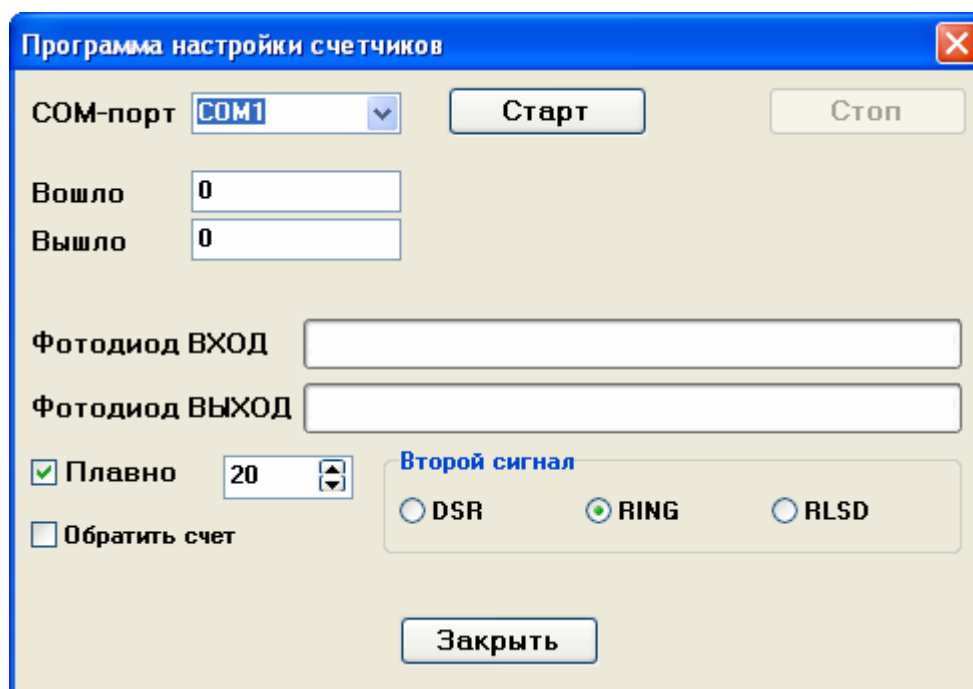 Программа настройки счетчиков
COM-порт COM1 Старт Стоп
Вошло 0
Вышло 0
Фотодиод ВХОД
Фотодиод ВЫХОД
Плавно 20 Второй сигнал
DSR RING RLSD
Обратить счет
Закрыть